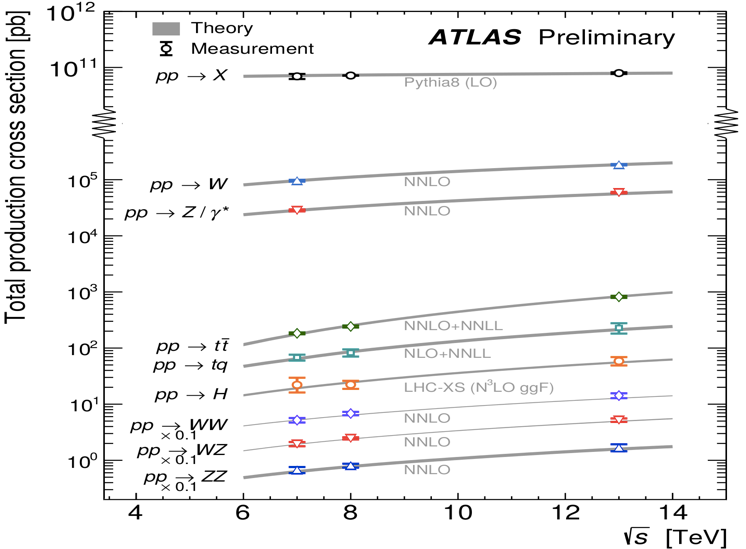 Total production cross section [pb]
10¹²
10¹¹
10⁵
10⁴
10³
10²
10¹
10⁰
Theory
Measurement
ATLAS Preliminary
pp → X
Pythia8 (LO)
pp → W
NNLO
pp → Z / γ*
NNLO
pp → tt̅
NNLO+NNLL
pp → tq
NLO+NNLL
pp → H
LHC-XS (N³LO ggF)
pp → WW
× 0.1
NNLO
pp → WZ
× 0.1
NNLO
pp → ZZ
× 0.1
NNLO
4 6 8 10 12 14
√s [TeV]